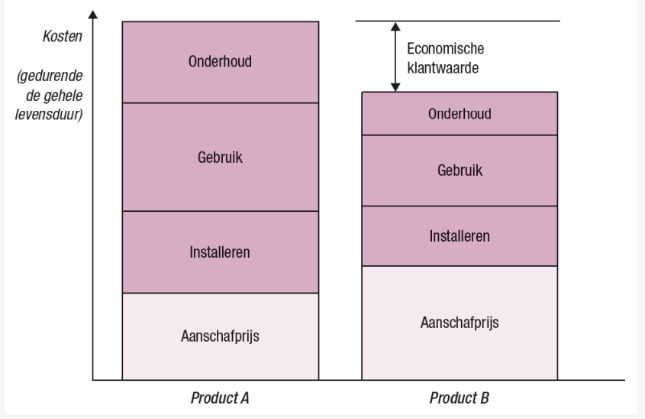 Kosten
(gedurende
de gehele
levensduur)
Onderhoud
Gebruik
Installeren
Aanschafprijs
Product A
Economische
klantwaarde
Onderhoud
Gebruik
Installeren
Aanschafprijs
Product B